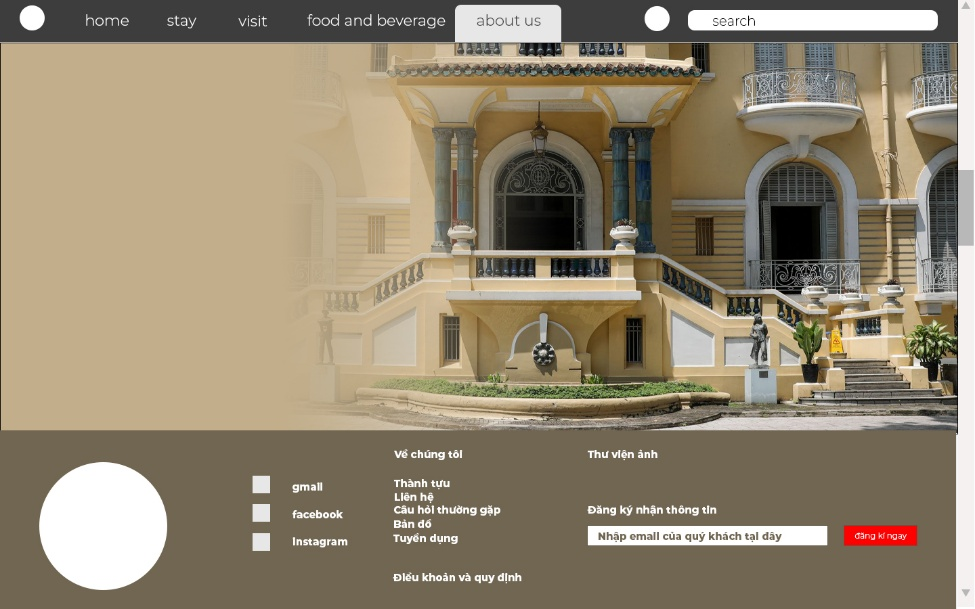 home
stay
visit
food and beverage
about us
search
Về chúng tôi
Thư viện ảnh
gmail
facebook
Instagram
Thành tựu
Liên hệ
Câu hỏi thường gặp
Bản đồ
Tuyển dụng
Đăng ký nhận thông tin
Nhập email của quý khách tại đây
đăng kí ngay
Điều khoản và quy định